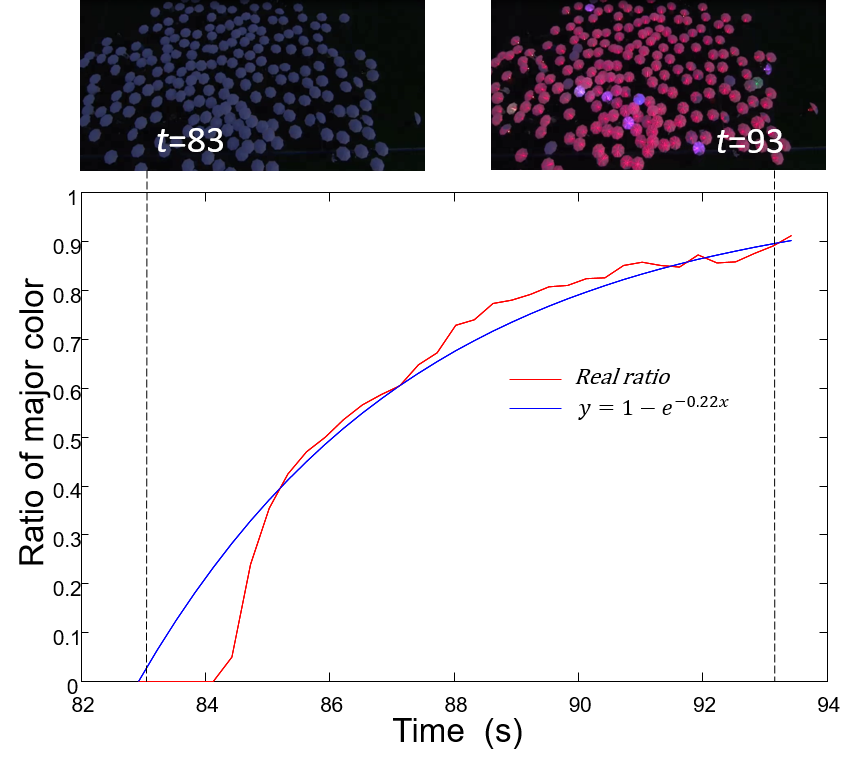 t=83
t=93
1
0.9
0.8
0.7
0.6
0.5
0.4
0.3
0.2
0.1
0
Ratio of major color
Real ratio
y = 1 − e^{−0.22x}
82 84 86 88 90 92 94
Time (s)